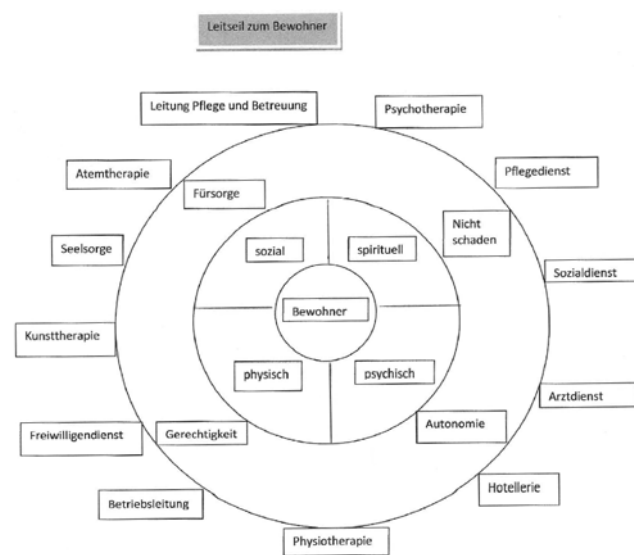 Leitseil zum Bewohner
Leitung Pflege und Betreuung
Psychotherapie
Atemtherapie
Pflegedienst
Fürsorge
Nicht
schaden
Seelsorge
sozial
spirituell
Sozialdienst
Bewohner
Kunsttherapie
physisch
psychisch
Arztdienst
Freiwilligendienst
Gerechtigkeit
Autonomie
Hotellerie
Betriebsleitung
Physiotherapie